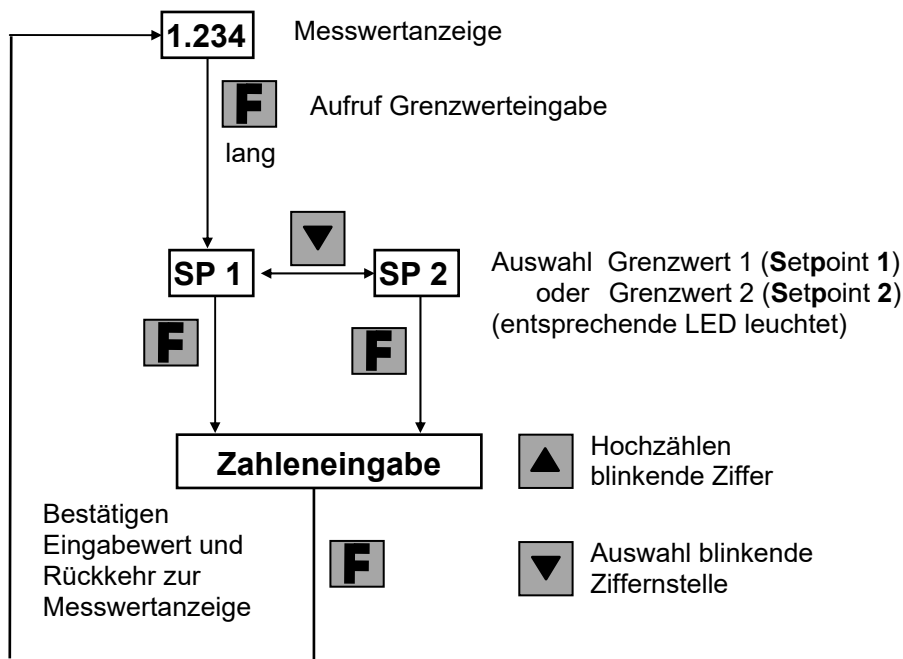 1.234 Messwertanzeige
F Aufruf Grenzwerteingabe
lang
SP 1 SP 2
Auswahl Grenzwert 1 (Setpoint 1)
oder Grenzwert 2 (Setpoint 2)
(entsprechende LED leuchtet)
F F
Zahleneingabe
Hochzählen
blinkende Ziffer
Bestätigen
Eingabewert und
Rückkehr zur
Messwertanzeige
F
Auswahl blinkende
Ziffernstelle